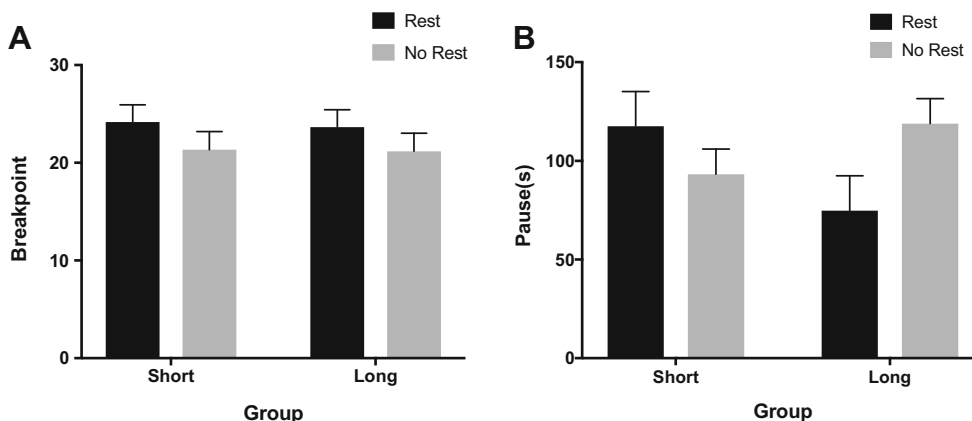 A
Rest
No Rest
30
20
10
0
Breakpoint
Short
Long
Group
B
Rest
No Rest
150
100
50
0
Pause(s)
Short
Long
Group